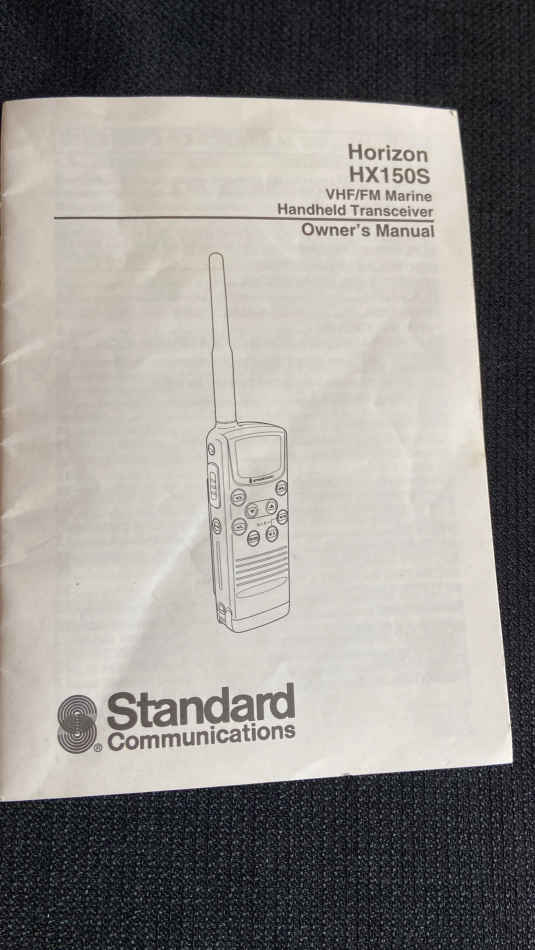 Horizon
HX150S
VHF/FM Marine
Handheld Transceiver
Owner's Manual
Standard
® Communications